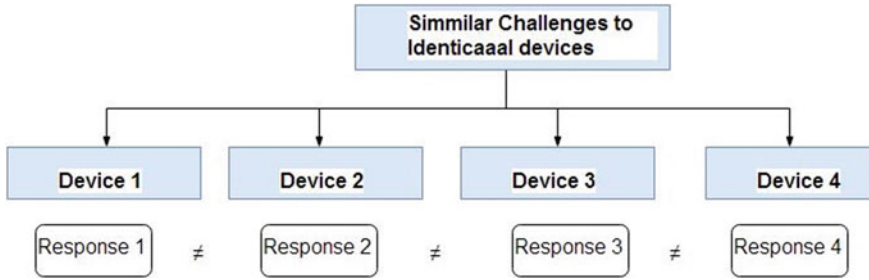 Simmilar Challenges to
Identicaaal devices
Device 1 Device 2 Device 3 Device 4
Response 1 ≠ Response 2 ≠ Response 3 ≠ Response 4